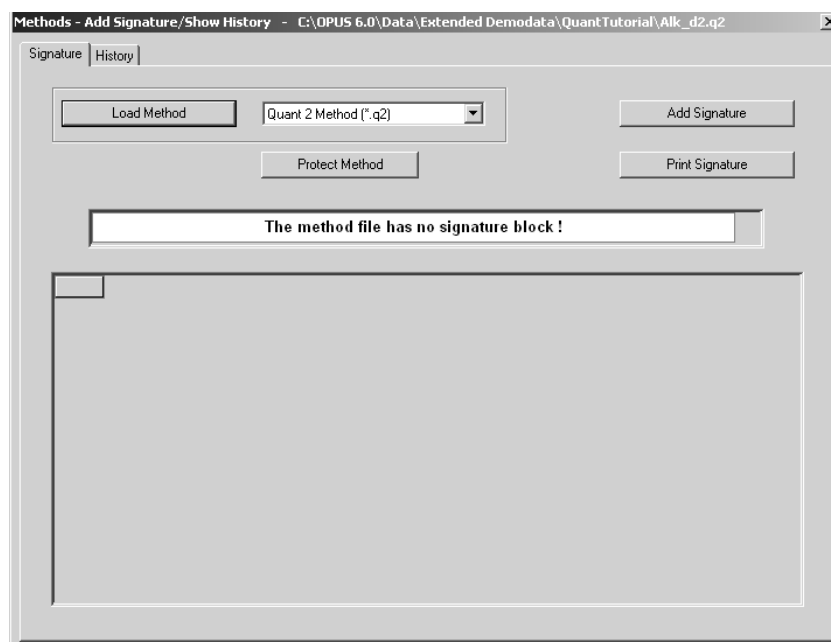 Methods - Add Signature/Show History - C:\OPUS 6.0\Data\Extended Demodata\QuantTutorial\Alk_d2.q2
Signature History
Load Method Quant 2 Method (*.q2) Add Signature
Protect Method Print Signature
The method file has no signature block !